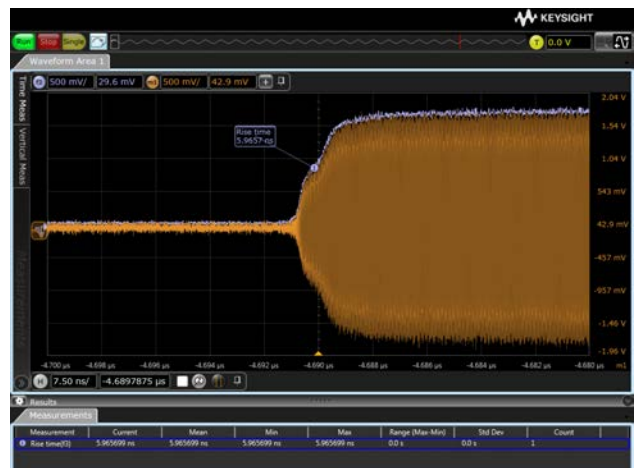 KEYSIGHT
Run Stop Single T 0.0 V
Waveform Area 1
Time Meas
Vertical Meas
Measurements
f2 500 mV/ 29.6 mV m1 500 mV/ 42.9 mV
2.04 V
1.54 V
Rise time
5.9657 ns
1.04 V
543 mV
42.9 mV
-457 mV
-957 mV
-1.46 V
-1.96 V
-4.700 µs -4.698 µs -4.696 µs -4.694 µs -4.692 µs -4.690 µs -4.688 µs -4.686 µs -4.684 µs -4.682 µs -4.680 µs m1
H 7.50 ns/ -4.6897875 µs
Results
Measurements
Measurement Current Mean Min Max Range (Max-Min) Std Dev Count
Rise time(f2) 5.965699 ns 5.965699 ns 5.965699 ns 5.965699 ns 0.0 s 0.0 s 1